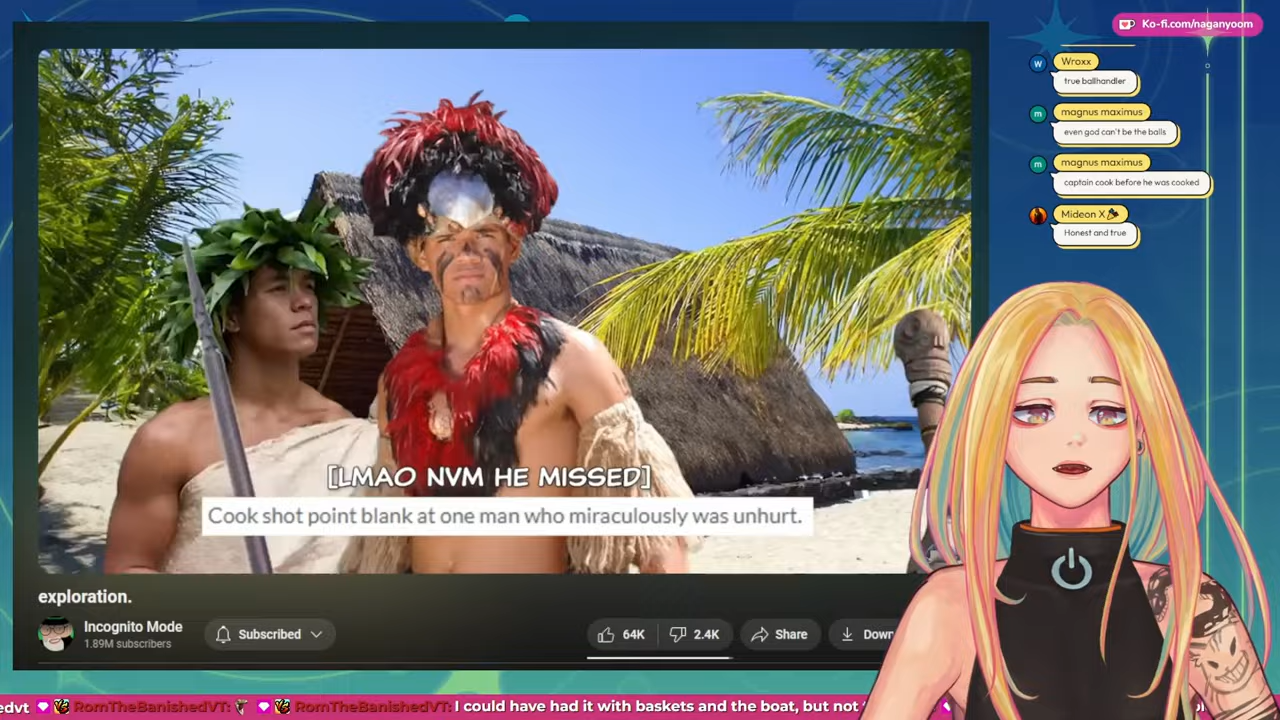 Ko-fi.com/naganyoom
W
Wroxx
true ballhandler
m
magnus maximus
even god can't be the balls
m
magnus maximus
captain cook before he was cooked
Mideon X
Honest and true
[LMAO NVM HE MISSED]
Cook shot point blank at one man who miraculously was unhurt.
exploration.
Incognito Mode
1.89M subscribers
Subscribed
64K
2.4K
Share
Down
edvt RomTheBanishedVT: RomTheBanishedVT: I could have had it with baskets and the boat, but not